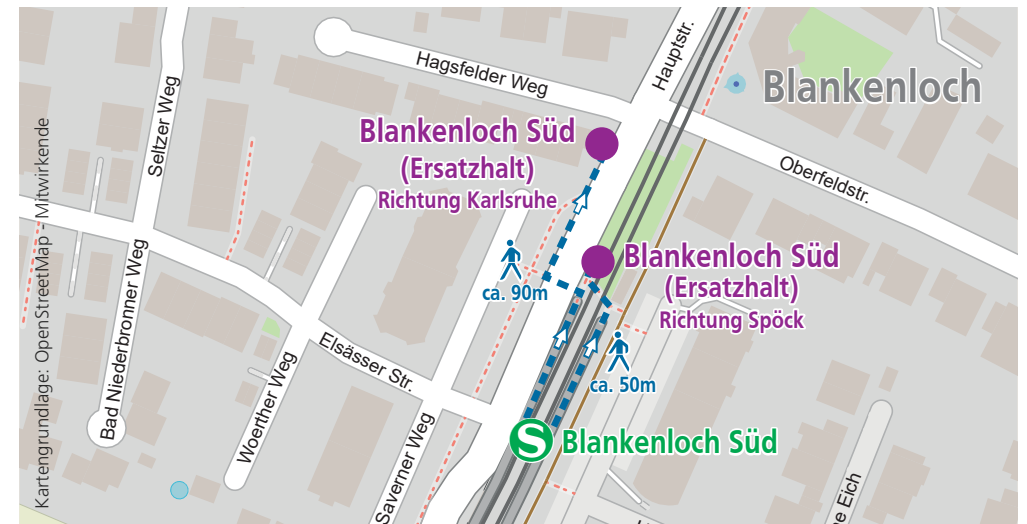 Hauptstr.
Hagsfelder Weg
Blankenloch
Seltzer Weg
Blankenloch Süd
(Ersatzhalt)
Richtung Karlsruhe
Oberfeldstr.
Kartengrundlage: OpenStreetMap - Mitwirkende
Bad Niederbronner Weg
ca. 90m
Blankenloch Süd
(Ersatzhalt)
Richtung Spöck
Elsässer Str.
Woerther Weg
ca. 50m
Saverner Weg
S Blankenloch Süd
ne Eich